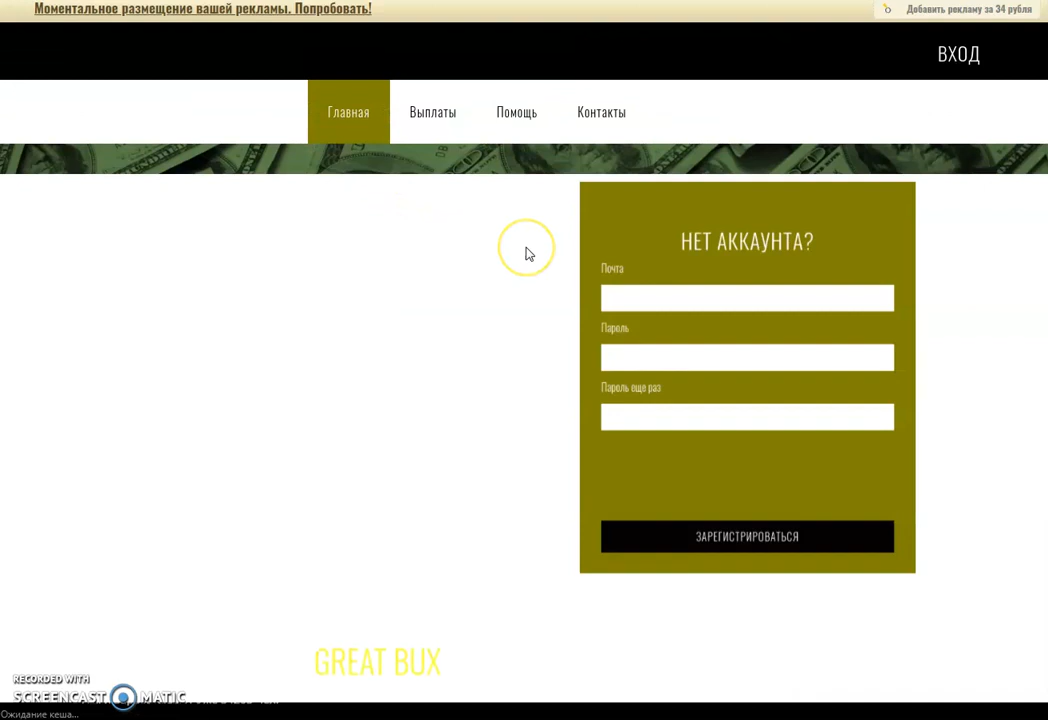 Моментальное размещение вашей рекламы. Попробовать!
Добавить рекламу за 34 рубля
ВХОД
Главная
Выплаты
Помощь
Контакты
НЕТ АККАУНТА?
Почта
Пароль
Пароль еще раз
ЗАРЕГИСТРИРОВАТЬСЯ
GREAT BUX
RECORDED WITH
SCREENCAST MATIC
Ожидание кеша...